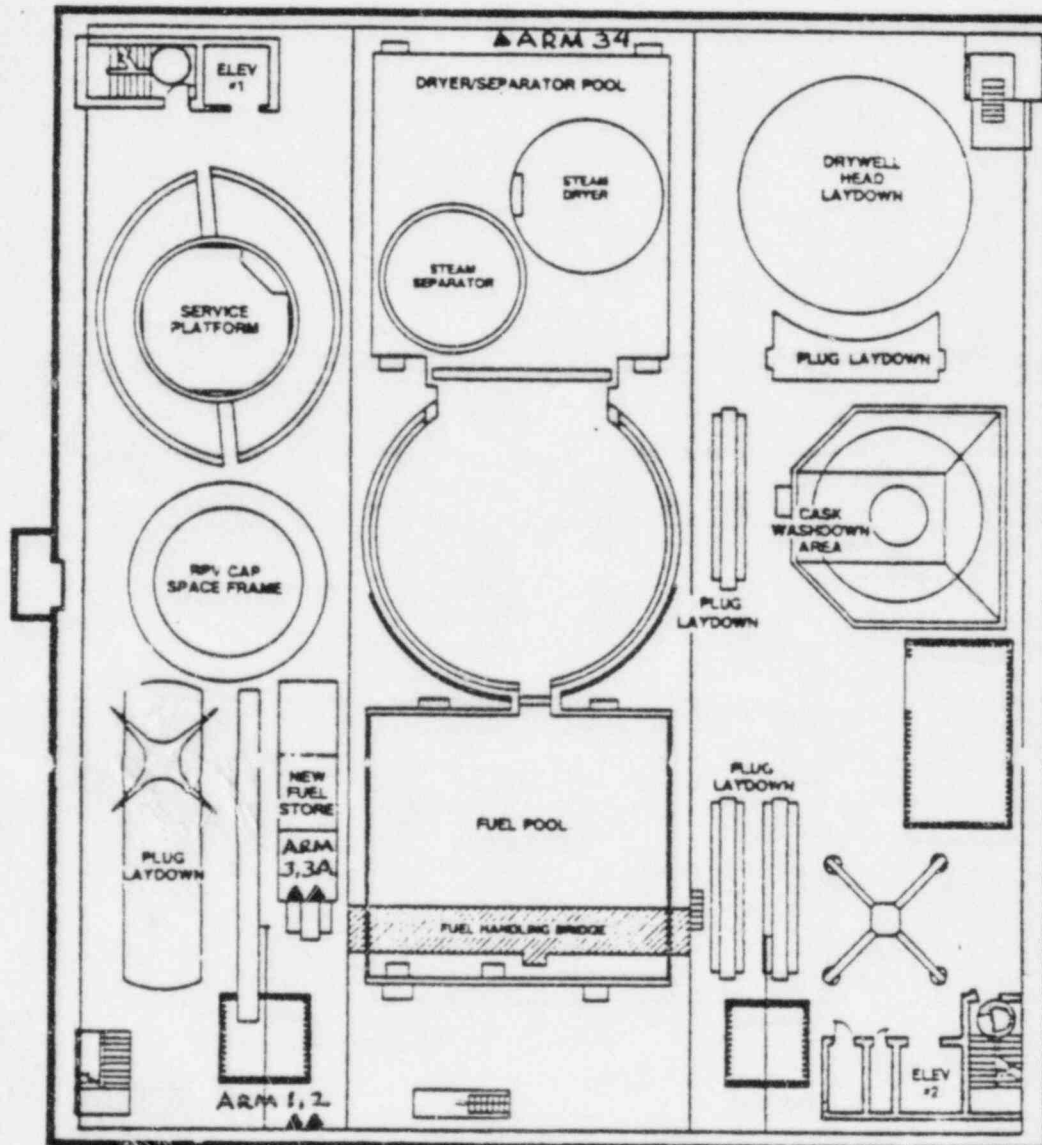 ARM 34
ELEV
#1
DRYER/SEPARATOR POOL
STEAM
DRYER
DRYWELL
HEAD
LAYDOWN
STEAM
SEPARATOR
SERVICE
PLATFORM
PLUG LAYDOWN
CASK
WASHDOWN
AREA
RPV CAP
SPACE FRAME
PLUG
LAYDOWN
NEW
FUEL
STORE
PLUG
LAYDOWN
FUEL POOL
ARM
3,3A
PLUG
LAYDOWN
FUEL HANDLING BRIDGE
ELEV
#2
ARM 1,2